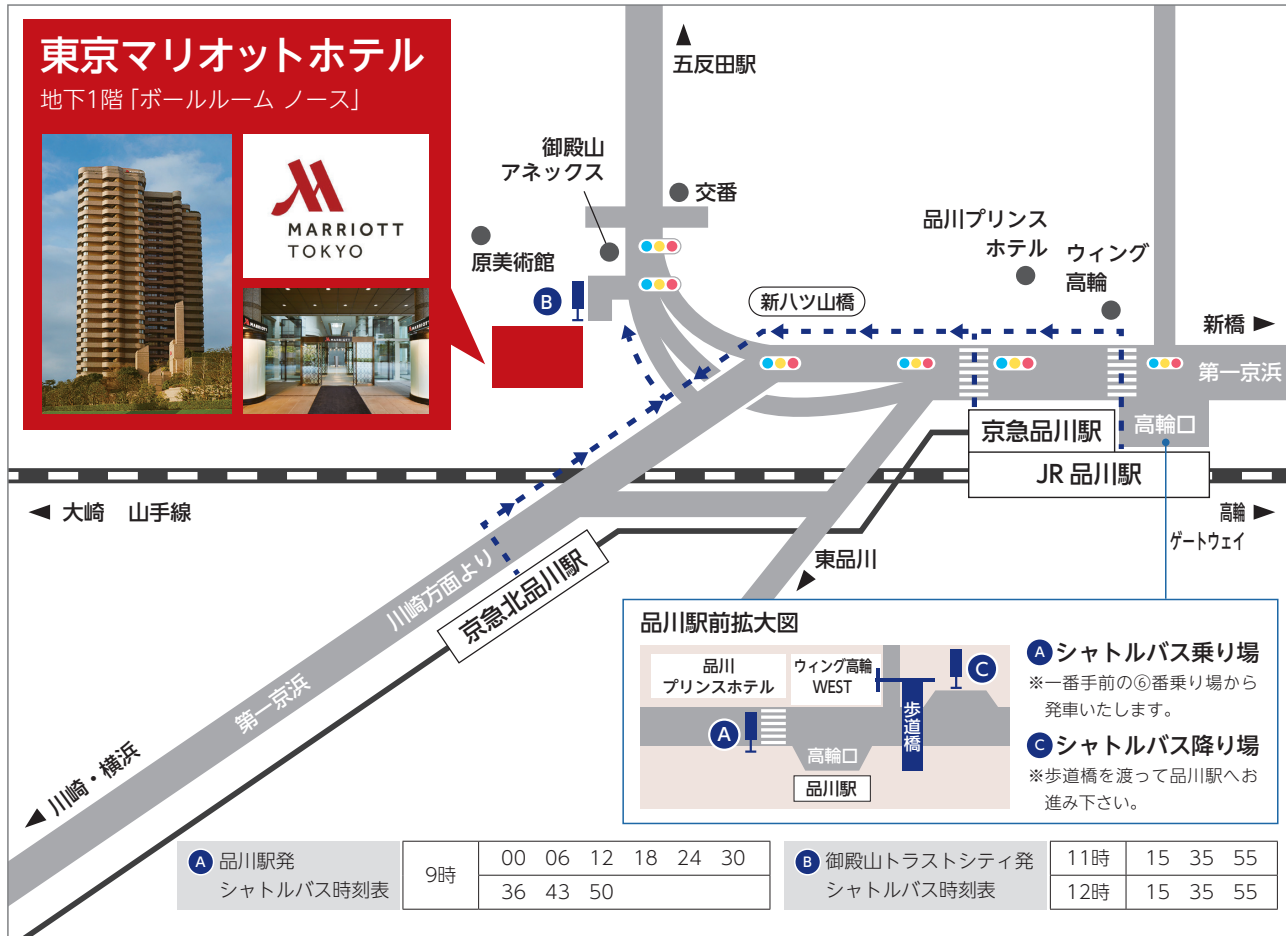 東京マリオットホテル
地下1階「ボールルーム ノース」
MARRIOTT
TOKYO
五反田駅
御殿山
アネックス
交番
原美術館
B
品川プリンス
ホテル
ウィング
高輪
新八ツ山橋
新橋
第一京浜
高輪口
京急品川駅
JR 品川駅
大崎 山手線
高輪
ゲートウェイ
川崎方面より
京急北品川駅
東品川
第一京浜
川崎・横浜
品川駅前拡大図
品川
プリンスホテル
ウィング高輪
WEST
C
A
歩道橋
高輪口
品川駅
A シャトルバス乗り場
※一番手前の⑥番乗り場から
発車いたします。
C シャトルバス降り場
※歩道橋を渡って品川駅へお
進み下さい。
A 品川駅発
シャトルバス時刻表
9時
00 06 12 18 24 30
36 43 50
B 御殿山トラストシティ発
シャトルバス時刻表
11時 15 35 55
12時 15 35 55